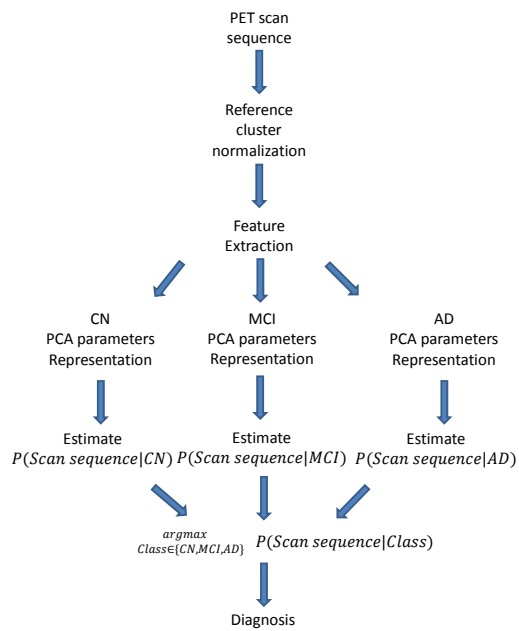 PET scan
sequence
Reference
cluster
normalization
Feature
Extraction
CN
PCA parameters
Representation
MCI
PCA parameters
Representation
AD
PCA parameters
Representation
Estimate
P(Scan sequence|CN)
Estimate
P(Scan sequence|MCI)
Estimate
P(Scan sequence|AD)
argmax
Class∈{CN,MCI,AD} P(Scan sequence|Class)
Diagnosis